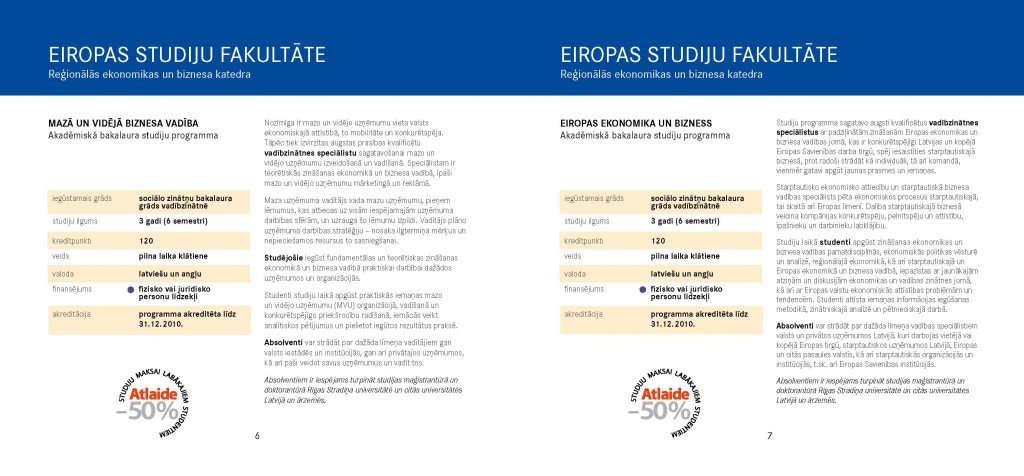 EIROPAS STUDIJU FAKULTĀTE
Reģionālās ekonomikas un biznesa katedra
MAZĀ UN VIDĒJĀ BIZNESA VADĪBA
Akadēmiskā bakalaura studiju programma
iegūstamais grāds sociālo zinātņu bakalaura
grāds vadībzinātnē
studiju ilgums 3 gadi (6 semestri)
kredītpunkti 120
veids pilna laika klātiene
valoda latviešu un angļu
finansējums fizisko vai juridisko
personu līdzekļi
akreditācija programma akreditēta līdz
31.12.2010.
STUDIJU MAKSAI LABĀKAJIEM STUDENTIEM
Atlaide
–50%
Nozīmīga ir mazo un vidējo uzņēmumu vieta valsts
ekonomiskajā attīstībā, to mobilitāte un konkurētspēja.
Tāpēc tiek izvirzītas augstas prasības kvalificētu
vadībzinātnes speciālistu sagatavošanai mazo un
vidējo uzņēmumu izveidošanā un vadīšanā. Speciālistam ir
teorētiskās zināšanas ekonomikā un biznesa vadībā, īpaši
mazo un vidējo uzņēmumu mārketingā un reklāmā.
Maza uzņēmuma vadītājs vada mazu uzņēmumu, pieņem
lēmumus, kas attiecas uz visām iespējamajām uzņēmuma
darbības sfērām, un uzrauga šo lēmumu izpildi. Vadītājs plāno
uzņēmuma darbības stratēģiju – nosaka ilgtermiņa mērķus un
nepieciešamos resursus to sasniegšanai.
Studējošie iegūst fundamentālas un teorētiskas zināšanas
ekonomikā un biznesa vadībā praktiskai darbībai dažādos
uzņēmumos un organizācijās.
Studenti studiju laikā apgūst praktiskās iemaņas mazo
un vidējo uzņēmumu (MVU) organizācijā, vadīšanā un
konkurētspējīgo priekšrocību radīšanā, iemācās veikt
analītiskos pētījumus un pielietot iegūtos rezultātus praksē.
Absolventi var strādāt par dažāda līmeņa vadītājiem gan
valsts iestādēs un institūcijās, gan arī privātajos uzņēmumos,
kā arī paši veidot savus uzņēmumus un vadīt tos.
Absolventiem ir iespējams turpināt studijas maģistrantūrā un
doktorantūrā Rīgas Stradiņa universitātē un citās universitātēs
Latvijā un ārzemēs.
6
EIROPAS STUDIJU FAKULTĀTE
Reģionālās ekonomikas un biznesa katedra
EIROPAS EKONOMIKA UN BIZNESS
Akadēmiskā bakalaura studiju programma
iegūstamais grāds sociālo zinātņu bakalaura
grāds vadībzinātnē
studiju ilgums 3 gadi (6 semestri)
kredītpunkti 120
veids pilna laika klātiene
valoda latviešu un angļu
finansējums fizisko vai juridisko
personu līdzekļi
akreditācija programma akreditēta līdz
31.12.2010.
STUDIJU MAKSAI LABĀKAJIEM STUDENTIEM
Atlaide
–50%
Studiju programma sagatavo augsti kvalificētus vadībzinātnes
speciālistus ar padziļinātām zināšanām Eiropas ekonomikas un
biznesa vadības jomā, kas ir konkurētspējīgi Latvijas un kopējā
Eiropas Savienības darba tirgū, spēj iesaistīties starptautiskajā
biznesā, prot radoši strādāt kā individuāli, tā arī komandā,
vienmēr gatavi apgūt jaunas prasmes un iemaņas.
Starptautisko ekonomisko attiecību un starptautiskā biznesa
vadības speciālists pēta ekonomiskos procesus starptautiskajā,
tai skaitā arī Eiropas līmenī. Dalība starptautiskajā biznesā
veicina kompānijas konkurētspēju, pelnītspēju un attīstību,
īpašnieku un darbinieku labklājību.
Studiju laikā studenti apgūst zināšanas ekonomikas un
biznesa vadības pamatdisciplīnās, ekonomiskās politikas vēsturē
un analīzē, reģionālajā ekonomikā, kā arī starptautiskajā un
Eiropas ekonomikā un biznesa vadībā, iepazīstas ar jaunākajām
atziņām un diskusijām ekonomikas un vadības zinātnes jomā,
kā arī ar Eiropas valstu ekonomiskās attīstības problēmām un
tendencēm. Studenti attīsta iemaņas informācijas iegūšanas
metodikā, zinātniskajā analīzē un pētnieciskajā darbā.
Absolventi var strādāt par dažāda līmeņa vadības speciālistiem
valsts un privātos uzņēmumos Latvijā, kuri darbojas vietējā vai
kopējā Eiropas tirgū, starptautiskos uzņēmumos Latvijā, Eiropas
un citās pasaules valstīs, kā arī starptautiskās organizācijās un
institūcijās, t.sk. arī Eiropas Savienības institūcijās.
Absolventiem ir iespējams turpināt studijas maģistrantūrā un
doktorantūrā Rīgas Stradiņa universitātē un citās universitātēs
Latvijā un ārzemēs.
7